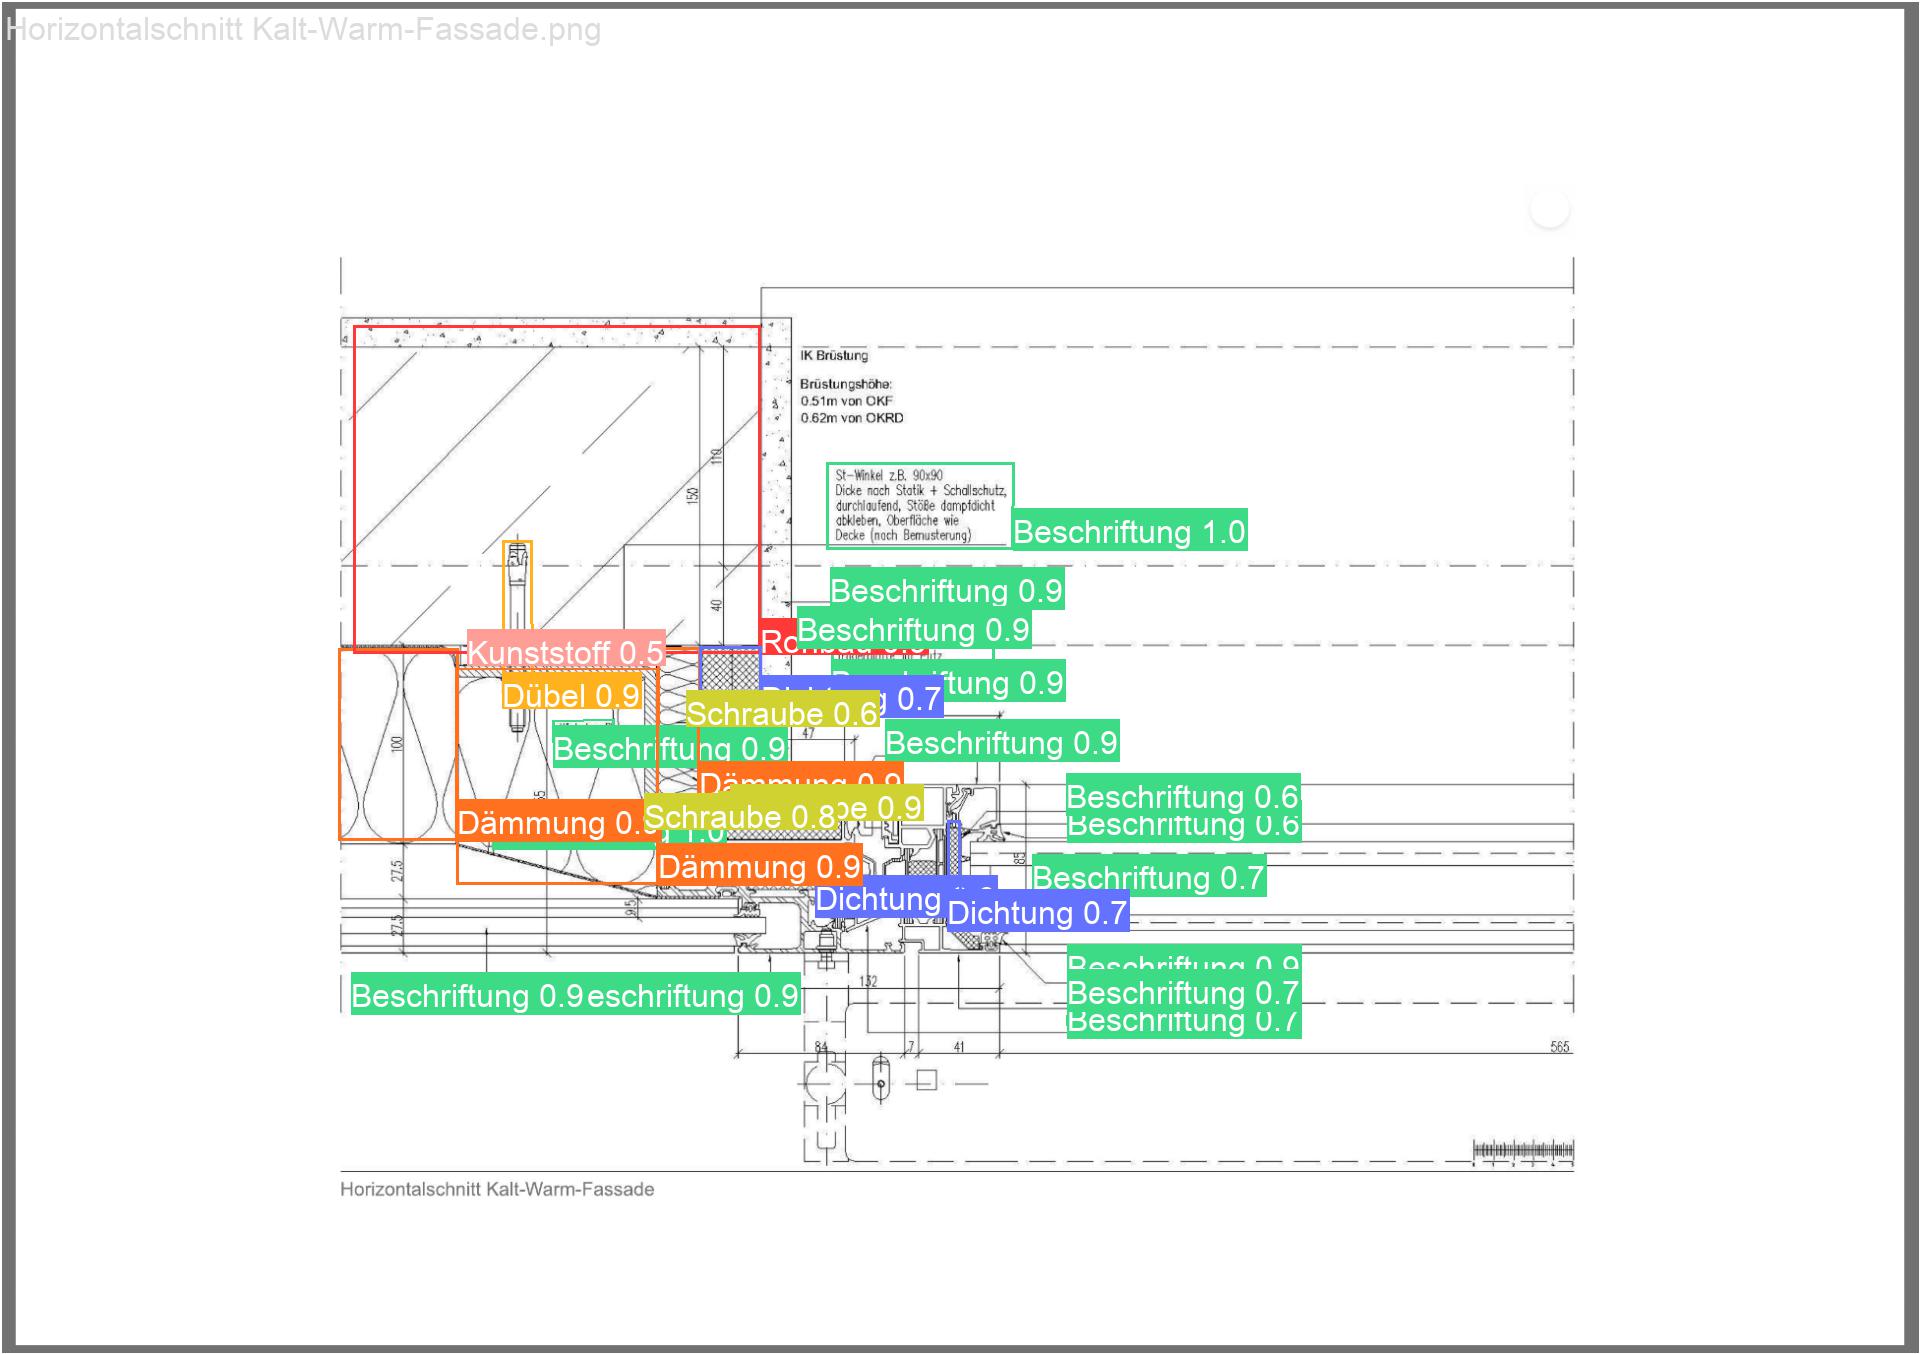 Horizontalschnitt Kalt-Warm-Fassade.png
IK Brüstung
Brüstungshöhe:
0.51m von OKF
0.62m von OKRD
110
150
St-Winkel z.B. 90x90
Dicke nach Statik + Schallschutz,
durchlaufend, Stöße dampfdicht
abkleben, Oberfläche wie
Decke (nach Bemusterung)
Beschriftung 1.0
Beschriftung 0.9
40
Beschriftung 0.9
Kunststoff 0.5
Beschriftung 0.9
Dübel 0.9
Dichtung 0.7
Schraube 0.6
47
100
Beschriftung 0.9
Beschriftung 0.9
Dämmung 0.9
Beschriftung 0.6
Beschriftung 0.6
Dämmung 0.9
Schraube 0.8
be 0.9
1.0
85
27.5
Dämmung 0.9
Beschriftung 0.7
Dichtung
Dichtung 0.7
9.5
27.5
Beschriftung 0.9
132
Beschriftung 0.9
eschriftung 0.9
Beschriftung 0.7
Beschriftung 0.7
84
7
41
565
Horizontalschnitt Kalt-Warm-Fassade